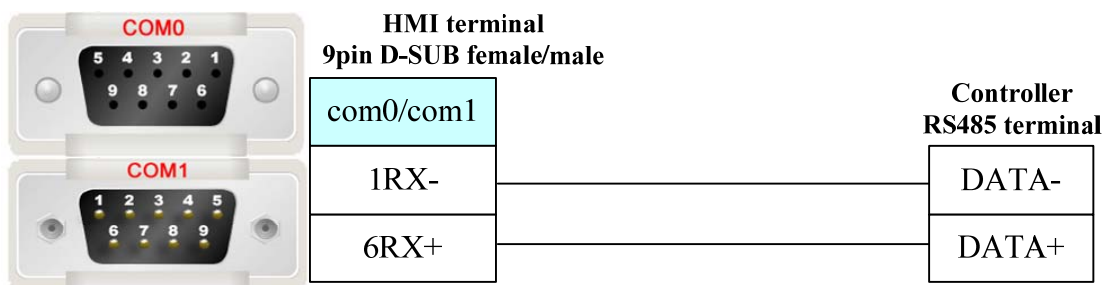 COM0
5 4 3 2 1
9 8 7 6
COM1
1 2 3 4 5
6 7 8 9
HMI terminal
9pin D-SUB female/male
com0/com1
1RX-
6RX+
Controller
RS485 terminal
DATA-
DATA+